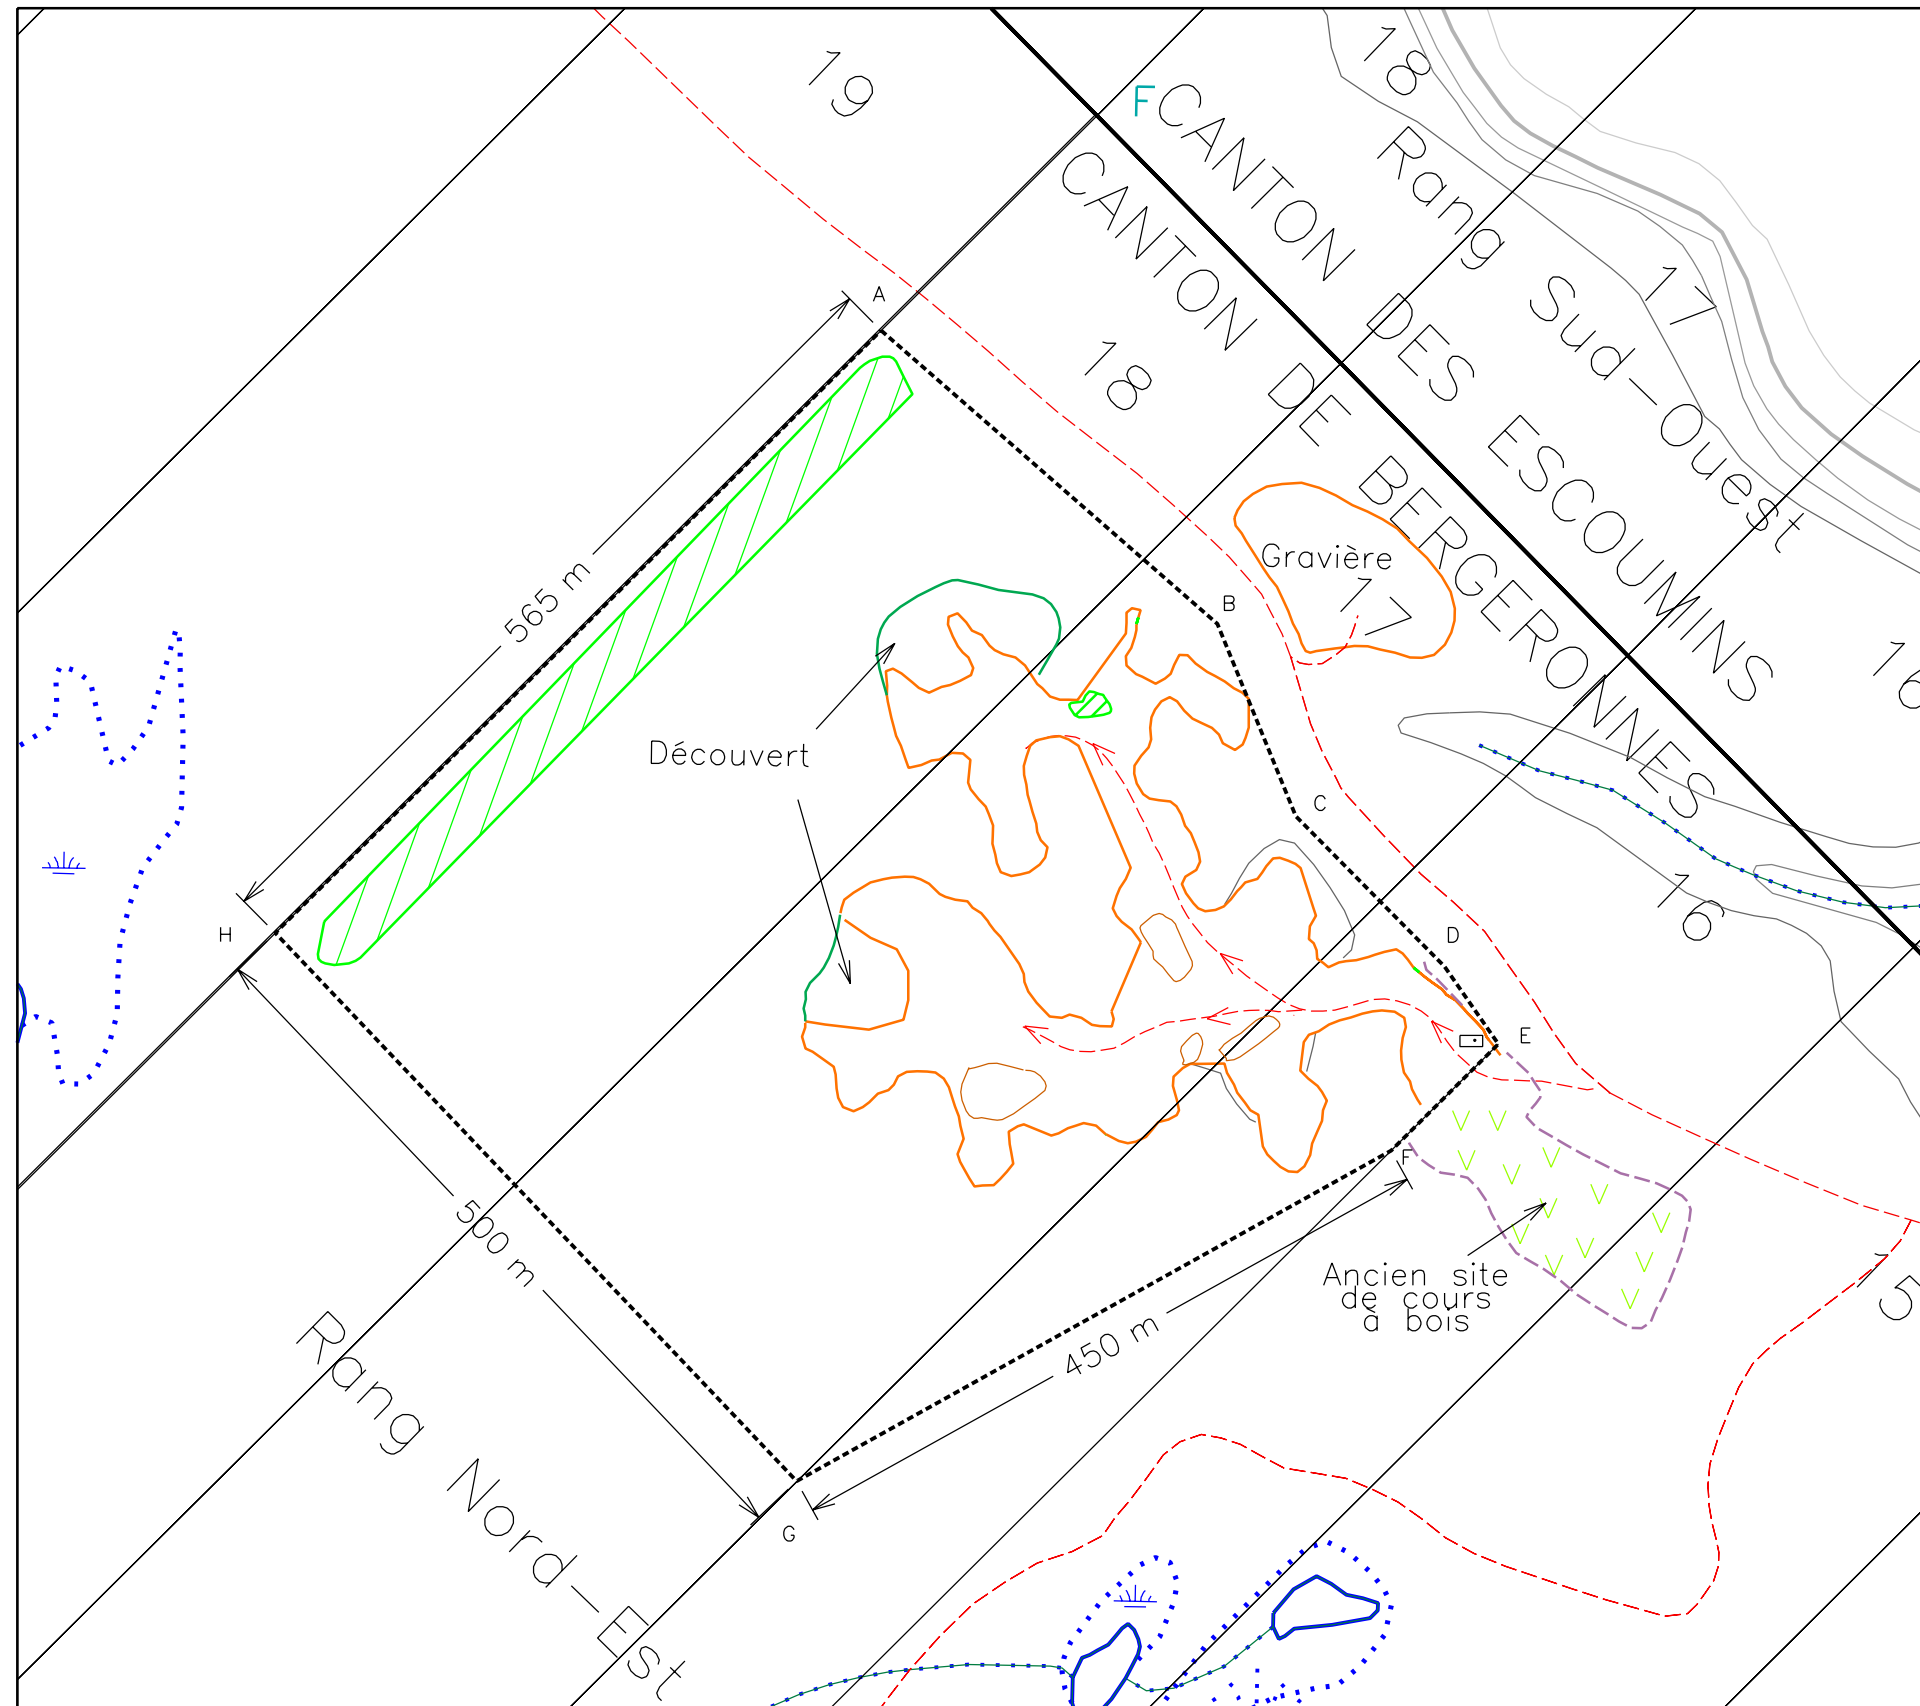 19
18
F
CANTON DES ESCOUMINS
Rang Sud-Ouest
CANTON DE BERGERONNES
17
A
18
565 m
Gravière
17
B
16
Découvert
C
16
H
D
E
F
500 m
Ancien site
de cours
à bois
15
450 m
Rang Nord-Est
G